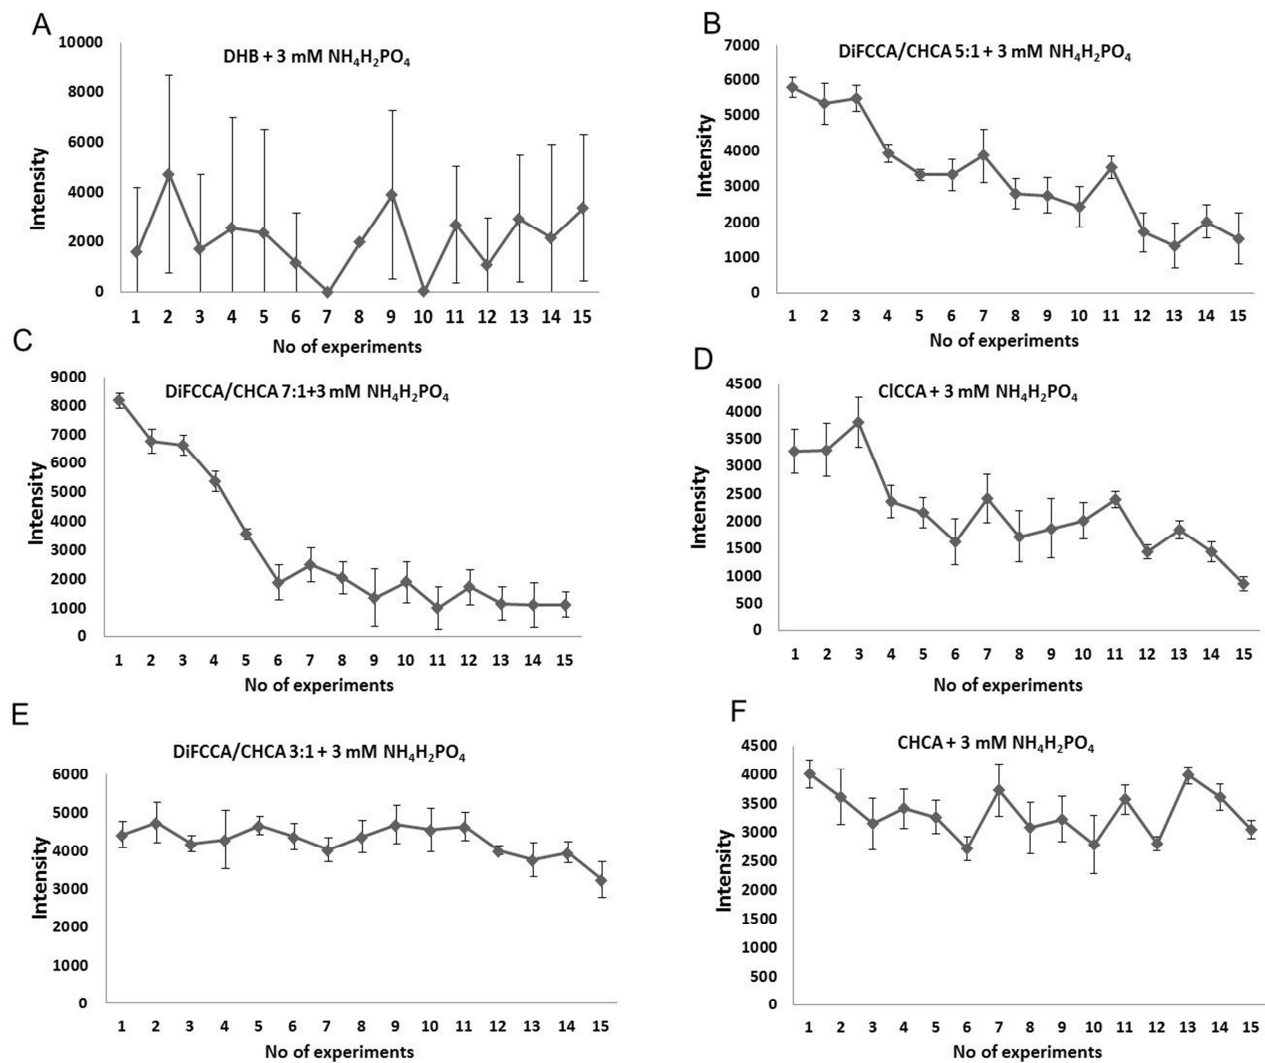 A
DHB + 3 mM NH₄H₂PO₄
Intensity
10000
8000
6000
4000
2000
0
1 2 3 4 5 6 7 8 9 10 11 12 13 14 15
No of experiments
B
DiFCCA/CHCA 5:1 + 3 mM NH₄H₂PO₄
Intensity
7000
6000
5000
4000
3000
2000
1000
0
1 2 3 4 5 6 7 8 9 10 11 12 13 14 15
No of experiments
C
DiFCCA/CHCA 7:1+3 mM NH₄H₂PO₄
Intensity
9000
8000
7000
6000
5000
4000
3000
2000
1000
0
1 2 3 4 5 6 7 8 9 10 11 12 13 14 15
No of experiments
D
ClCCA + 3 mM NH₄H₂PO₄
Intensity
4500
4000
3500
3000
2500
2000
1500
1000
500
0
1 2 3 4 5 6 7 8 9 10 11 12 13 14 15
No of experiments
E
DiFCCA/CHCA 3:1 + 3 mM NH₄H₂PO₄
Intensity
6000
5000
4000
3000
2000
1000
0
1 2 3 4 5 6 7 8 9 10 11 12 13 14 15
No of experiments
F
CHCA + 3 mM NH₄H₂PO₄
Intensity
4500
4000
3500
3000
2500
2000
1500
1000
500
0
1 2 3 4 5 6 7 8 9 10 11 12 13 14 15
No of experiments